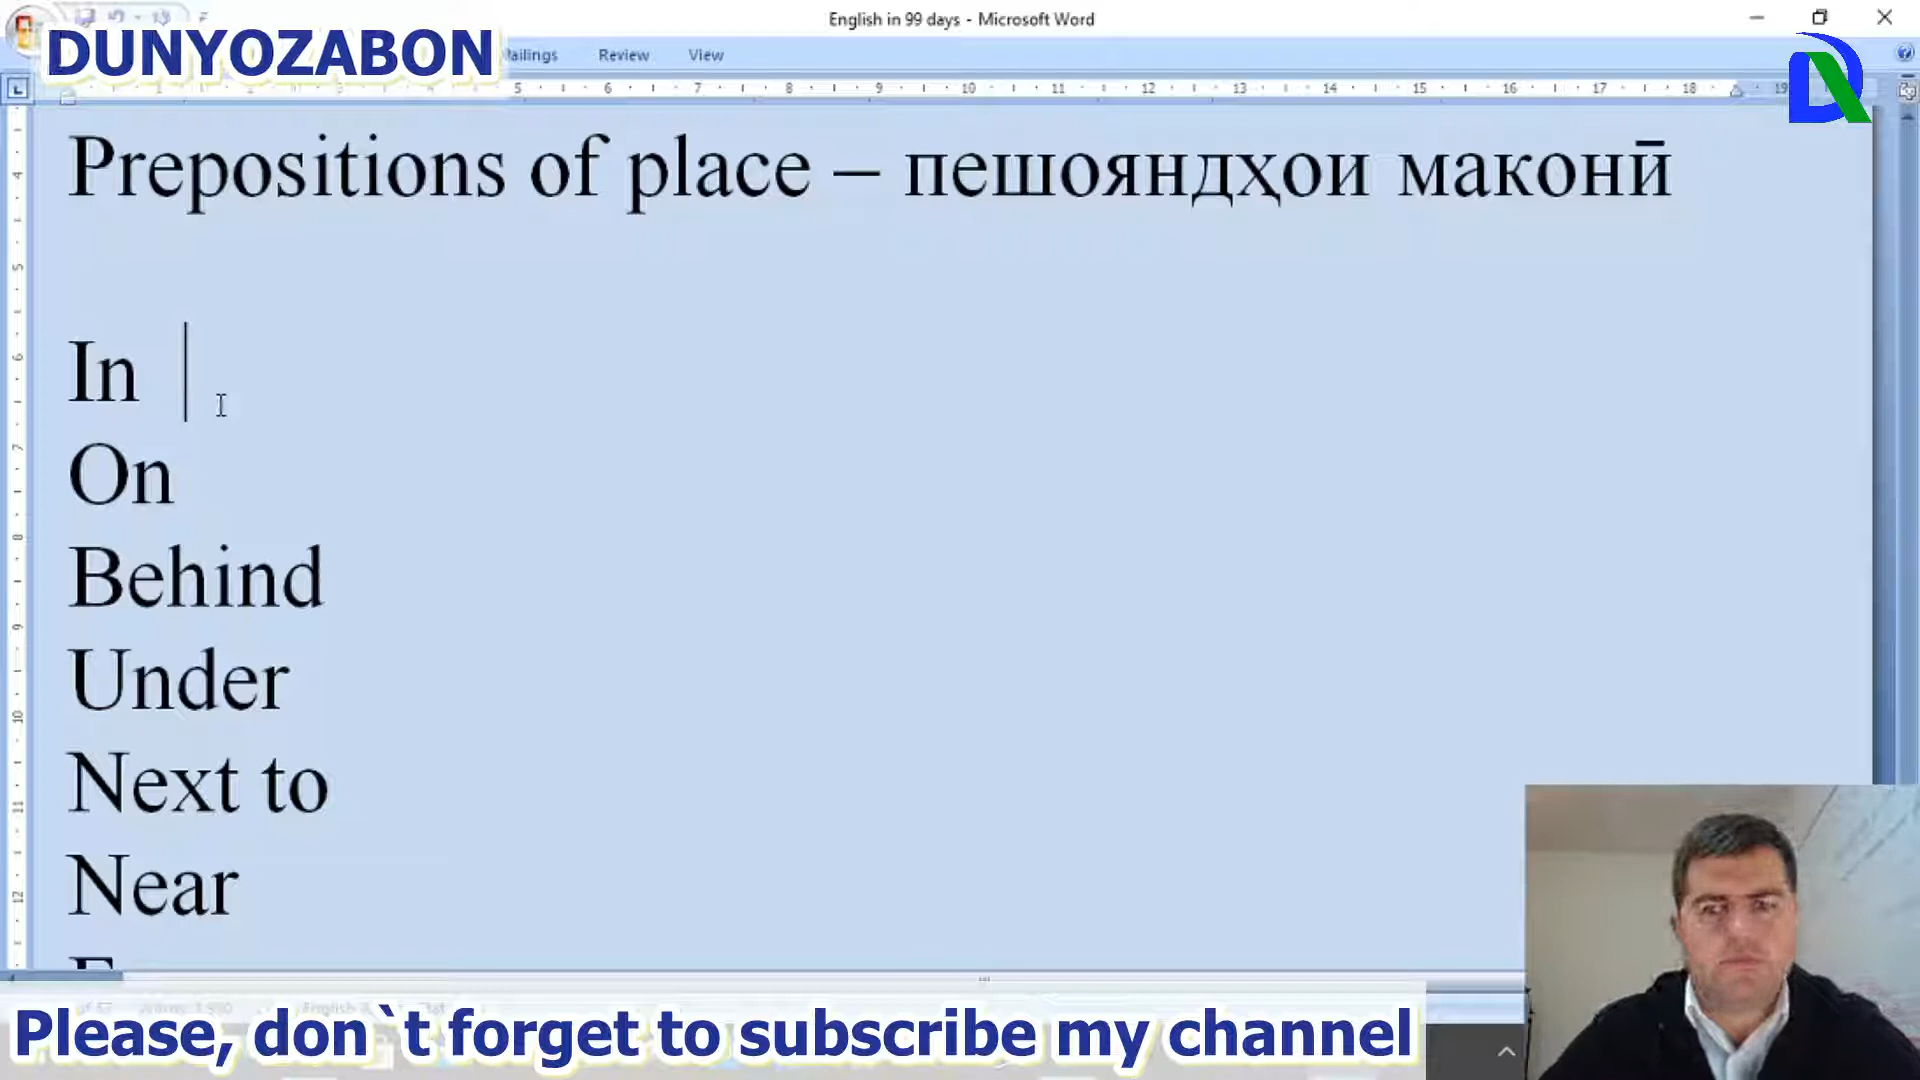 English in 99 days - Microsoft Word
DUNYOZABON
Mailings Review View
Prepositions of place – пешояндҳои маконӣ
In
On
Behind
Under
Next to
Near
Please, don`t forget to subscribe my channel